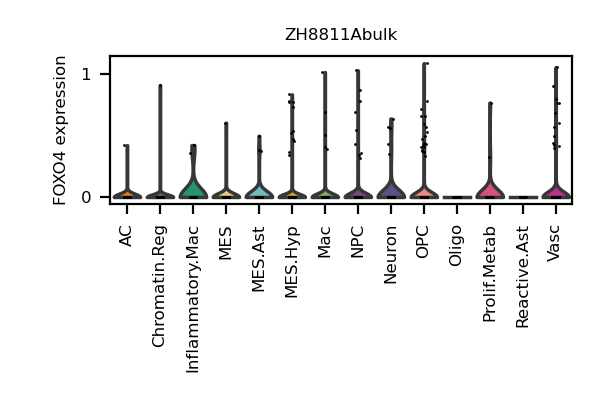 ZH8811Abulk
FOXO4 expression
1
0
AC
Chromatin.Reg
Inflammatory.Mac
MES
MES.Ast
MES.Hyp
Mac
NPC
Neuron
OPC
Oligo
Prolif.Metab
Reactive.Ast
Vasc